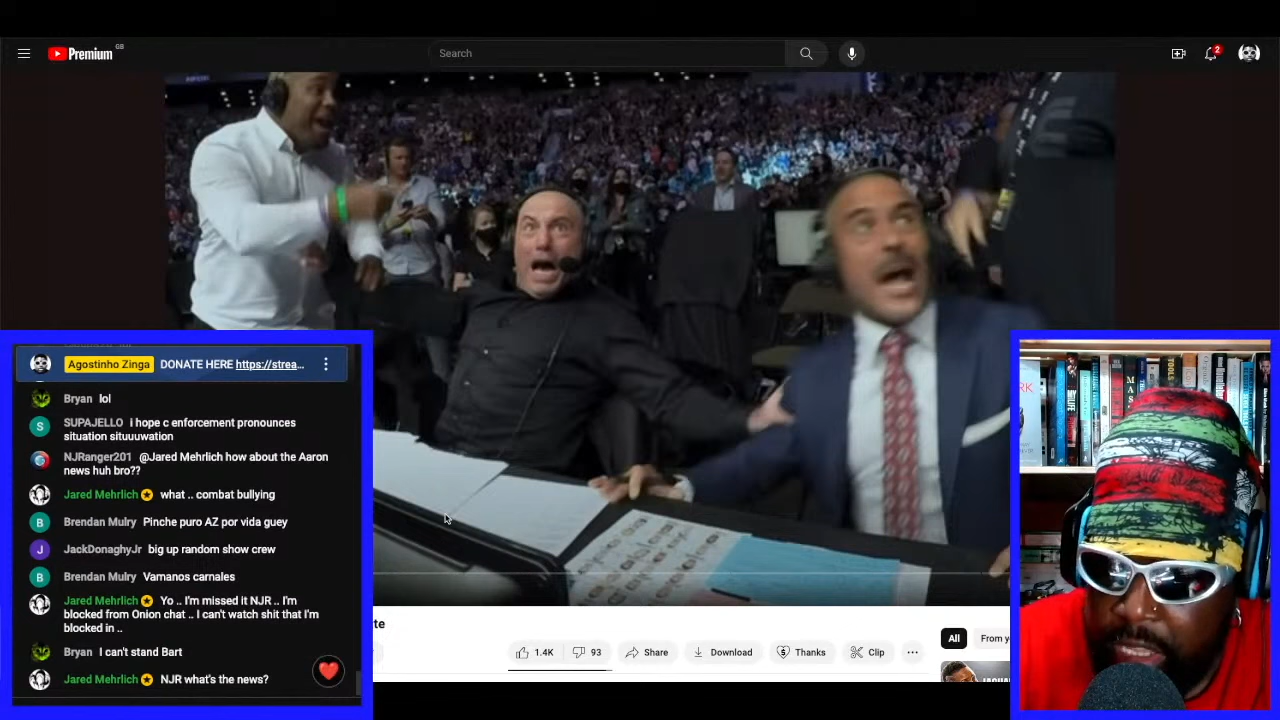 Premium GB
Search
2
Agostinho Zinga DONATE HERE https://strea...
Bryan lol
SUPAJELLO i hope c enforcement pronounces
situation situuuwation
NJRanger201 @Jared Mehrlich how about the Aaron
news huh bro??
Jared Mehrlich what .. combat bullying
Brendan Mulry Pinche puro AZ por vida guey
JackDonaghyJr big up random show crew
Brendan Mulry Vamanos carnales
Jared Mehrlich Yo .. I'm missed it NJR .. I'm
blocked from Onion chat .. I can't watch shit that I'm
blocked in ..
Bryan I can't stand Bart
Jared Mehrlich NJR what's the news?
S
B
J
B
te
1.4K 93 Share Download Thanks Clip ...
All From y